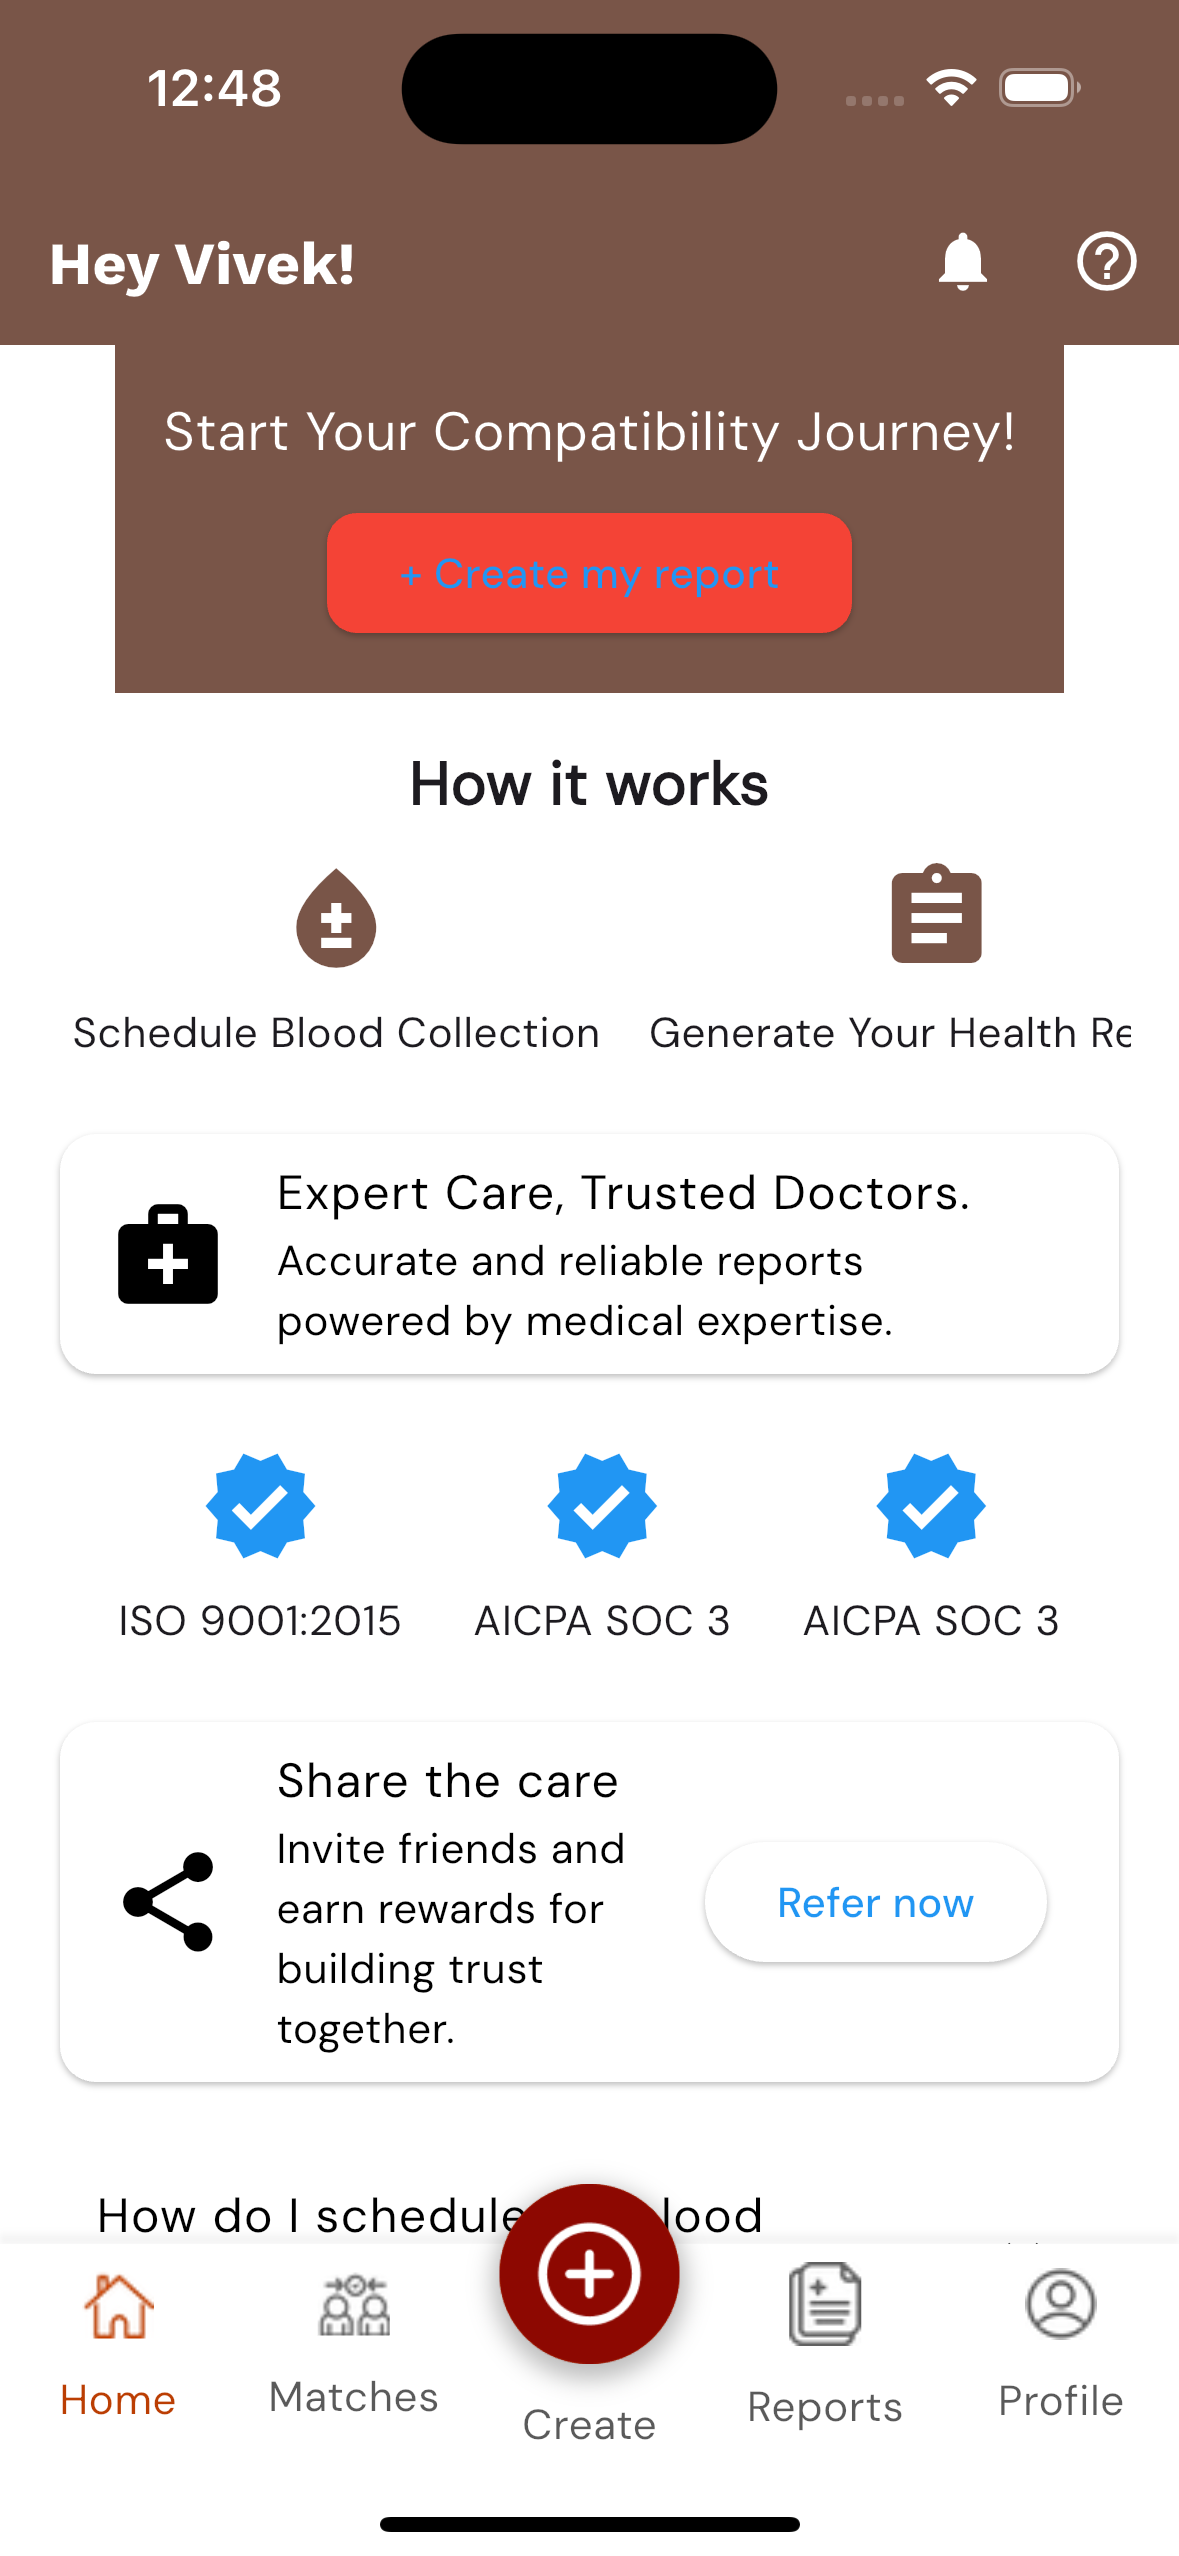 12:48
Hey Vivek!
Start Your Compatibility Journey!
+ Create my report
How it works
Schedule Blood Collection
Generate Your Health Re
Expert Care, Trusted Doctors.
Accurate and reliable reports
powered by medical expertise.
ISO 9001:2015
AICPA SOC 3
AICPA SOC 3
Share the care
Invite friends and
earn rewards for
building trust
together.
Refer now
How do I schedule lood
Home
Matches
Create
Reports
Profile